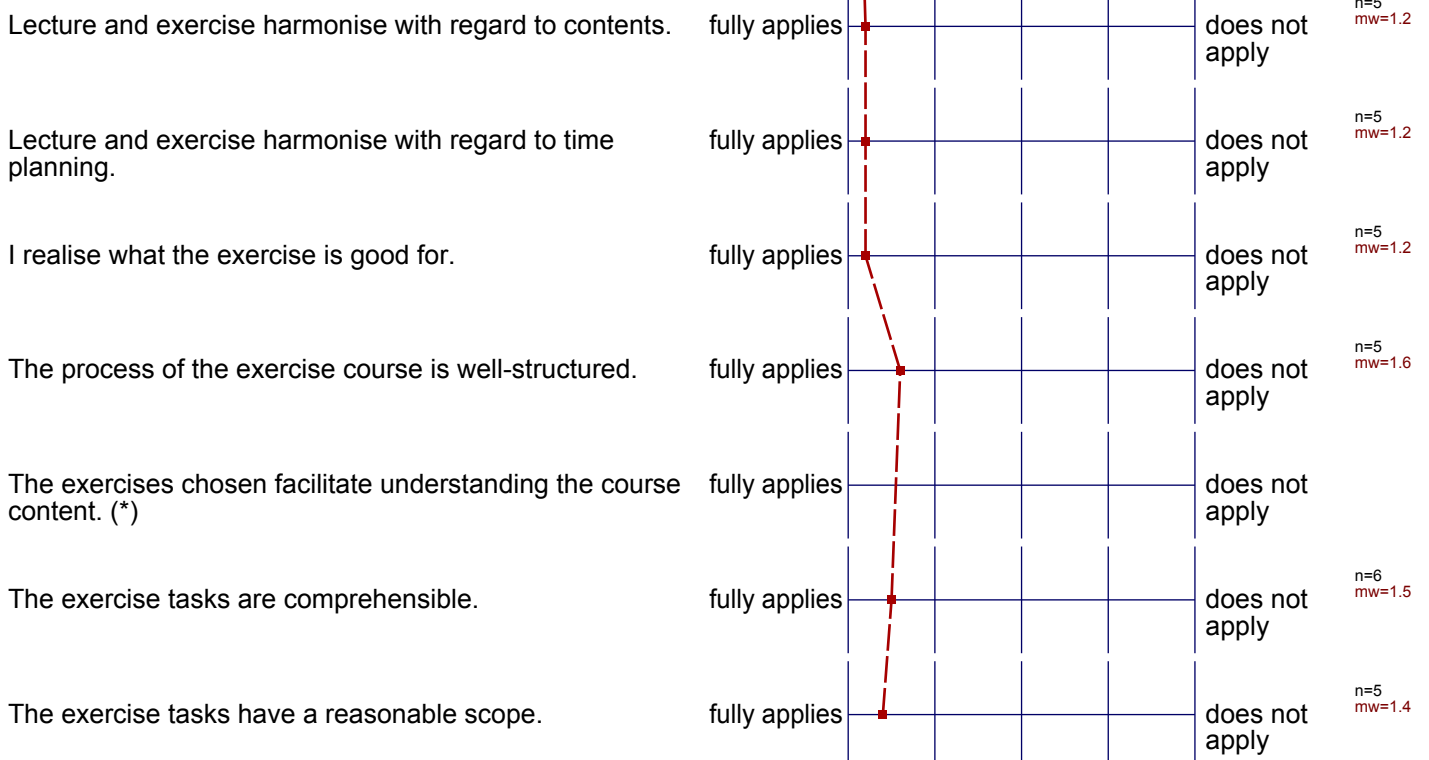 Lecture and exercise harmonise with regard to contents. fully applies does not apply n=5 mw=1.2
Lecture and exercise harmonise with regard to time planning. fully applies does not apply n=5 mw=1.2
I realise what the exercise is good for. fully applies does not apply n=5 mw=1.2
The process of the exercise course is well-structured. fully applies does not apply n=5 mw=1.6
The exercises chosen facilitate understanding the course content. (*) fully applies does not apply
The exercise tasks are comprehensible. fully applies does not apply n=6 mw=1.5
The exercise tasks have a reasonable scope. fully applies does not apply n=5 mw=1.4